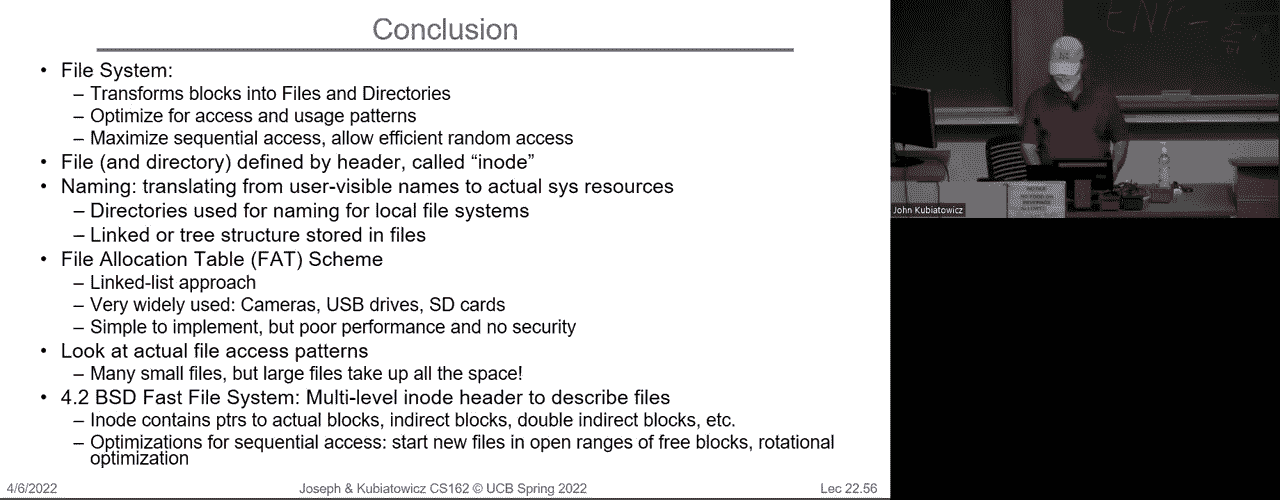 Conclusion
• File System:
– Transforms blocks into Files and Directories
– Optimize for access and usage patterns
– Maximize sequential access, allow efficient random access
• File (and directory) defined by header, called “inode”
• Naming: translating from user-visible names to actual sys resources
– Directories used for naming for local file systems
– Linked or tree structure stored in files
• File Allocation Table (FAT) Scheme
– Linked-list approach
– Very widely used: Cameras, USB drives, SD cards
– Simple to implement, but poor performance and no security
• Look at actual file access patterns
– Many small files, but large files take up all the space!
• 4.2 BSD Fast File System: Multi-level inode header to describe files
– Inode contains ptrs to actual blocks, indirect blocks, double indirect blocks, etc.
– Optimizations for sequential access: start new files in open ranges of free blocks, rotational
optimization
4/6/2022
Joseph & Kubiatowicz CS162 © UCB Spring 2022
Lec 22.56
John Kubiatowicz